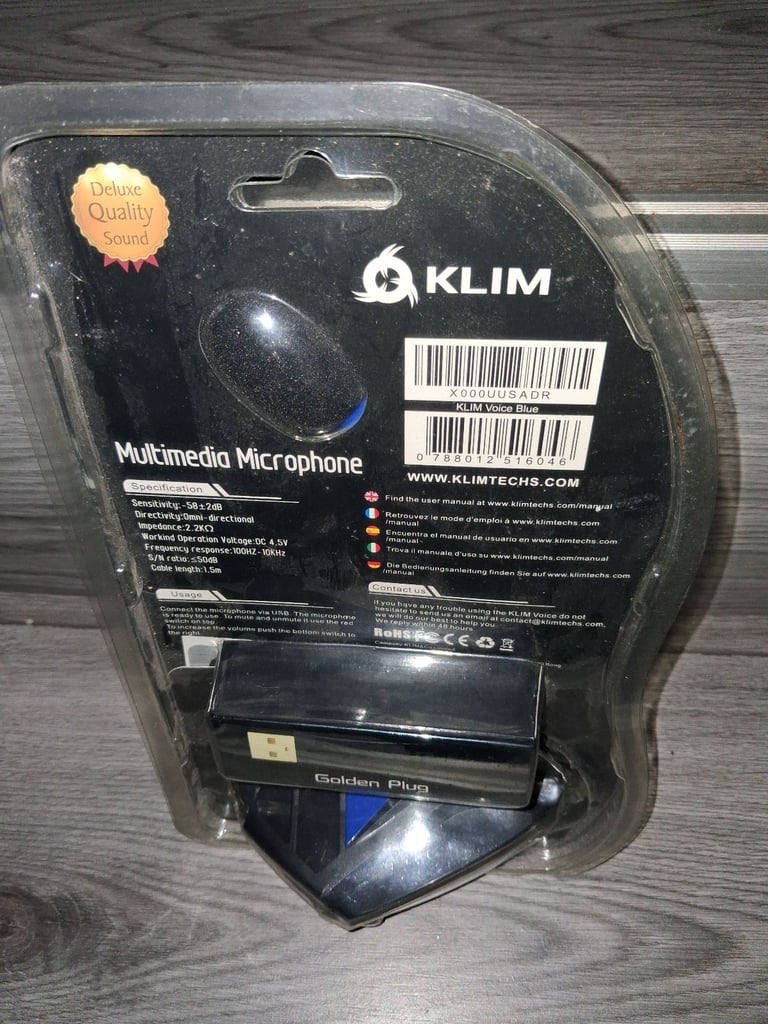 Deluxe
Quality
Sound
KLIM
X000UUSADR
KLIM Voice Blue
0 788012 516046
WWW.KLIMTECHS.COM
Multimedia Microphone
Specification
Sensitivity:-58±2dB
Directivity:Omni-directional
Impedance:2.2KΩ
Workind Operation Voltage:DC 4.5V
Frequency response:100HZ-10KHz
S/N ratio:≤50dB
Cable length:1.5m
Find the user manual at www.klimtechs.com/manual
Retrouvez le mode d'emploi à www.klimtechs.com
/manual
Encuentra el manual de usuario en www.klimtechs.com
/manual
Trova il manuale d'uso su www.klimtechs.com/manual
Die Bedienungsanleitung finden Sie auf www.klimtechs.com
/manual
Usage
Connect the microphone via USB. The microphone
is ready to use. To mute and unmute it use the red
switch on top.
To increase the volume push the bottom switch to
the right.
Contact us
If you have any trouble using the KLIM Voice do not
hesitate to send us an email at contact@klimtechs.com,
we will do our best to help you.
We reply within 48 hours.
RoHS FC CE
Golden Plug